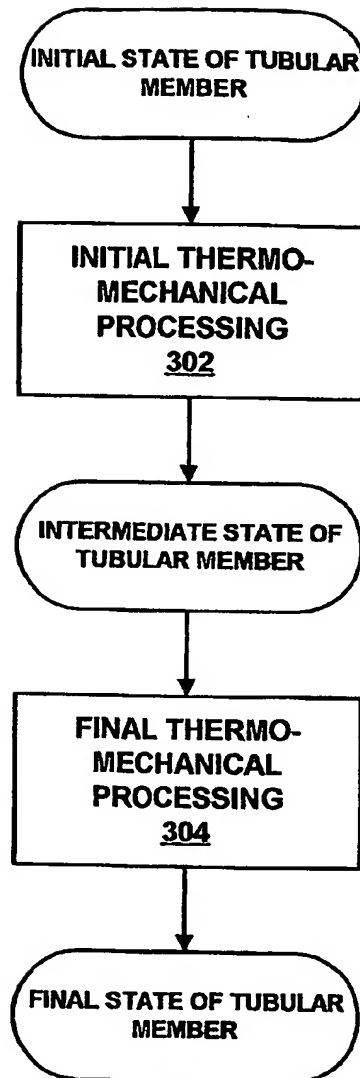 INITIAL STATE OF TUBULAR
MEMBER
INITIAL THERMO-
MECHANICAL
PROCESSING
302
INTERMEDIATE STATE OF
TUBULAR MEMBER
FINAL THERMO-
MECHANICAL
PROCESSING
304
FINAL STATE OF TUBULAR
MEMBER